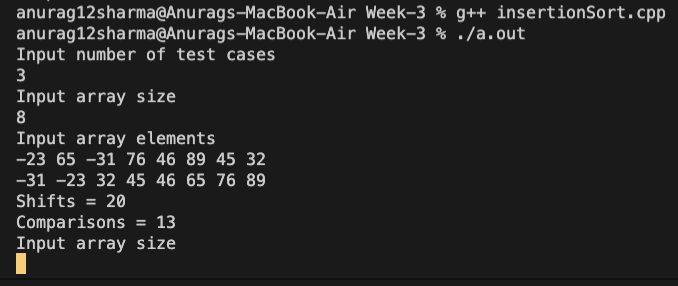 anurag12sharma@Anurags-MacBook-Air Week-3 % g++ insertionSort.cpp
anurag12sharma@Anurags-MacBook-Air Week-3 % ./a.out
Input number of test cases
3
Input array size
8
Input array elements
-23 65 -31 76 46 89 45 32
-31 -23 32 45 46 65 76 89
Shifts = 20
Comparisons = 13
Input array size